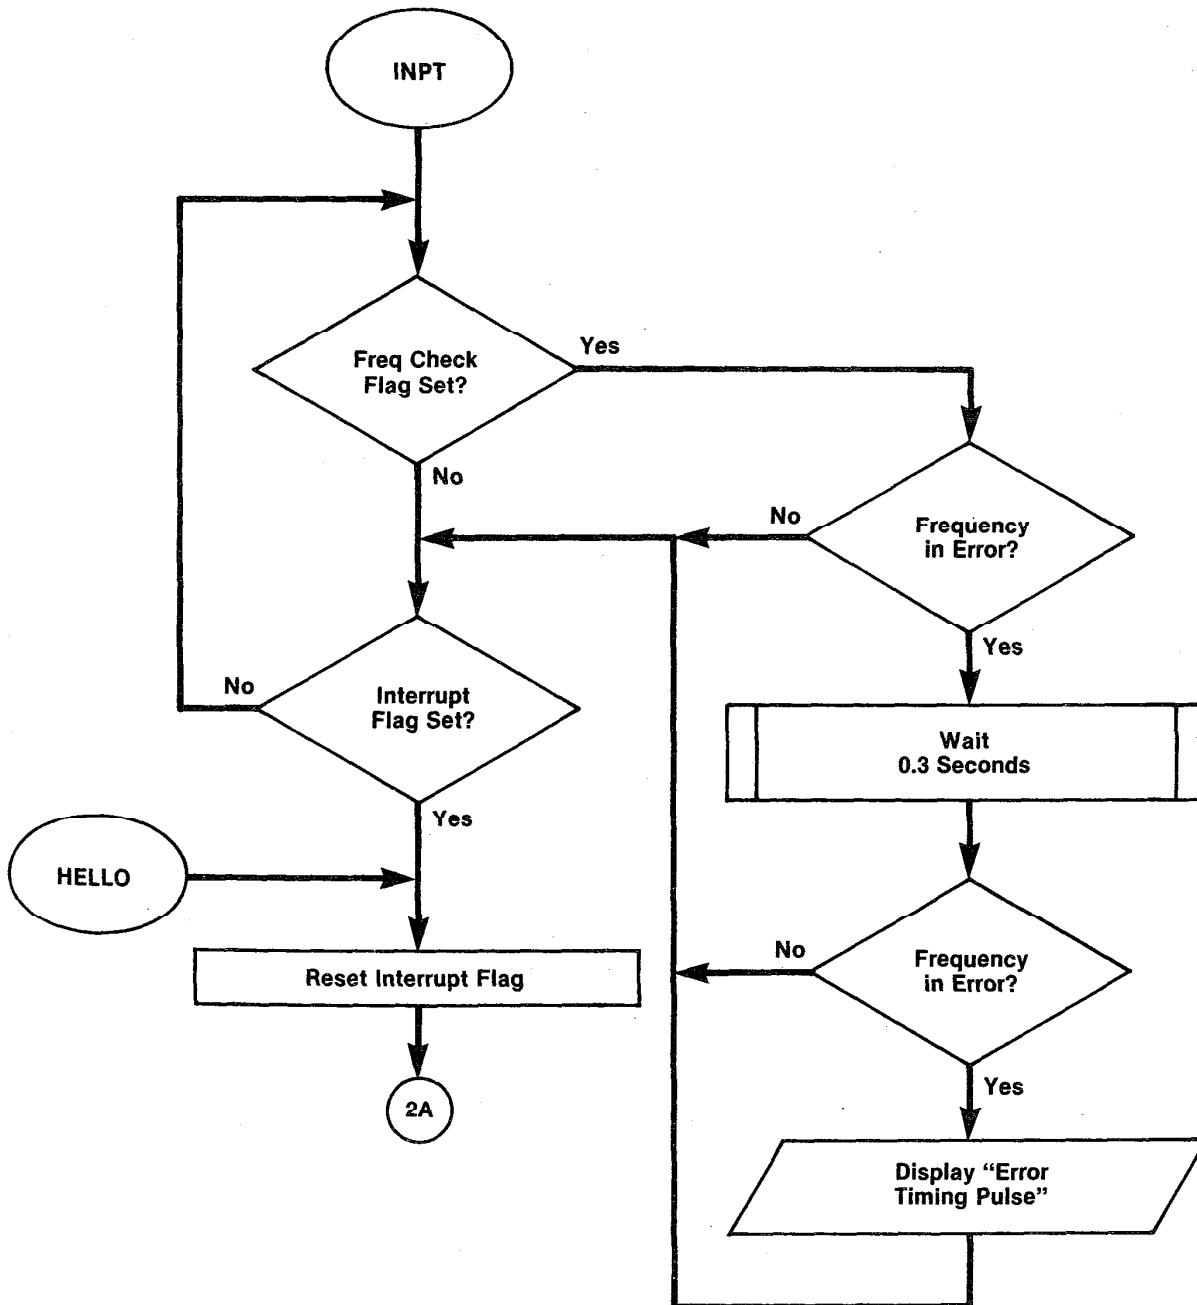 INPT
Freq Check
Flag Set?
Yes
No
Frequency
in Error?
No
Yes
Interrupt
Flag Set?
No
Yes
Wait
0.3 Seconds
HELLO
Reset Interrupt Flag
2A
Frequency
in Error?
No
Yes
Display “Error
Timing Pulse”